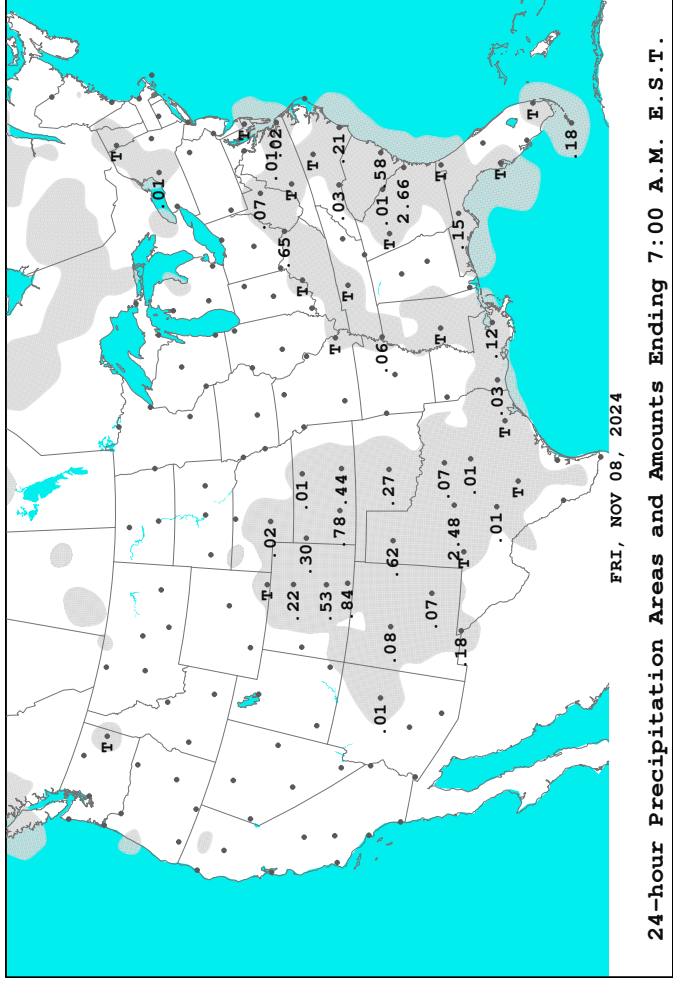 T
T
.01
T
.07
T
.02
.01
.02
.65
T
.22
T
.01
.30
T
.53
T
.03
.21
.78
.44
.84
T
.01
.58
.06
.01
.27
T
.08
.62
2.66
.07
T
T
.07
2.48
.15
.18
T
.01
.12
.01
.03
T
T
T
T
.18
FRI, NOV 08, 2024
24-hour Precipitation Areas and Amounts Ending 7:00 A.M. E.S.T.